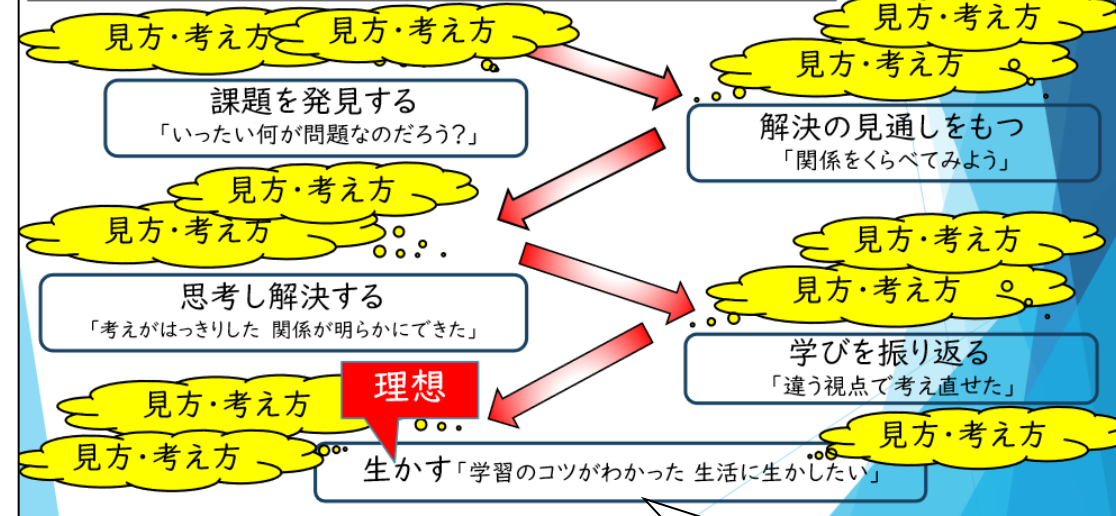 見方・考え方
見方・考え方
見方・考え方
見方・考え方
課題を発見する
「いったい何が問題なのだろう?」
解決の見通しをもつ
「関係をくらべてみよう」
見方・考え方
見方・考え方
思考し解決する
「考えがはっきりした 関係が明らかにできた」
見方・考え方
見方・考え方
学びを振り返る
「違う視点で考え直せた」
理想
見方・考え方
見方・考え方
見方・考え方
生かす「学習のコツがわかった 生活に生かしたい」